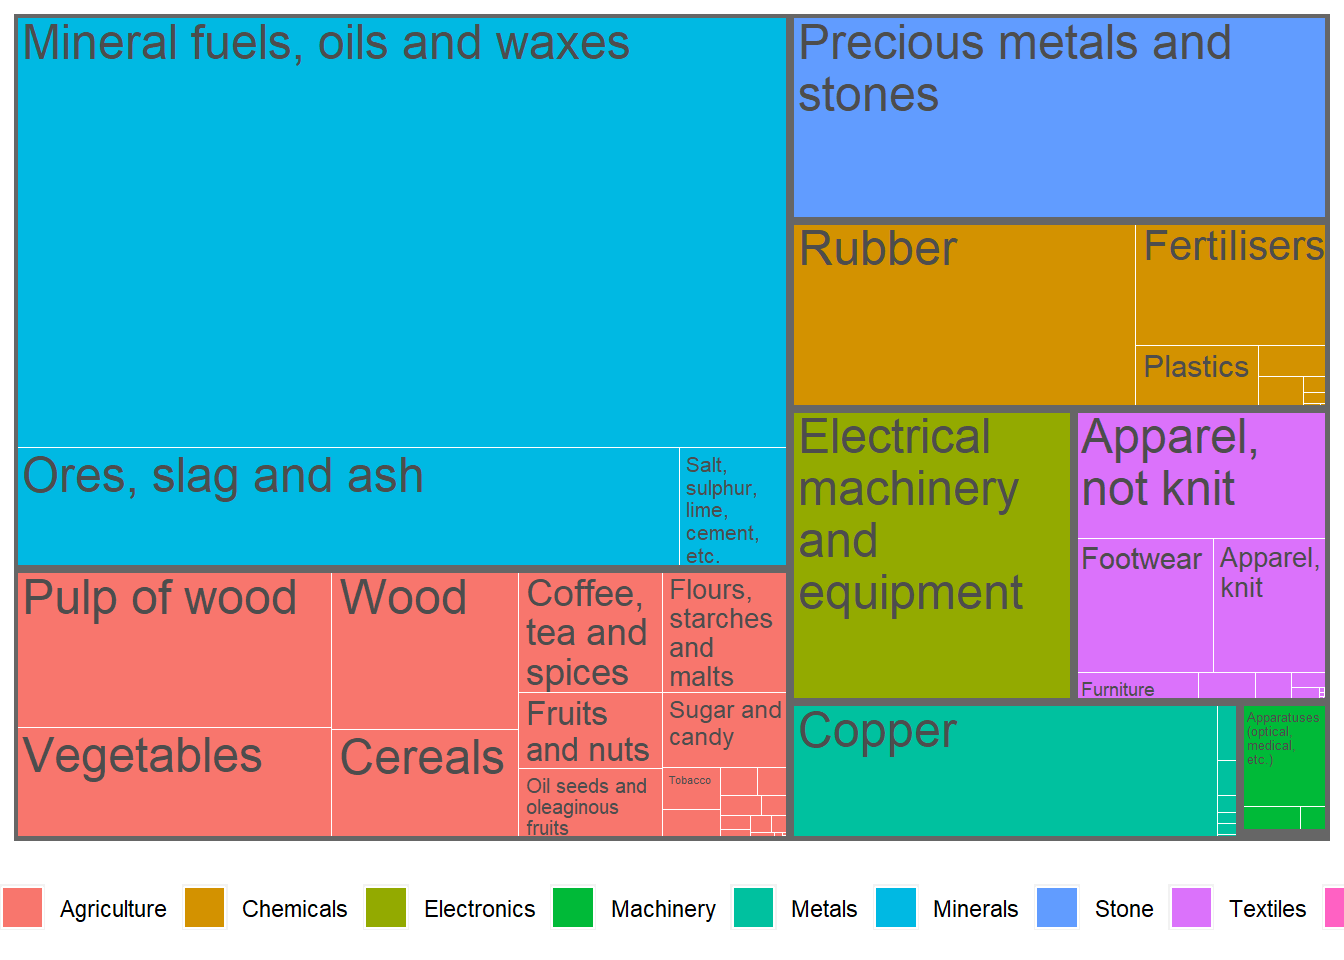 Mineral fuels, oils and waxes
Ores, slag and ash
Salt,
sulphur,
lime,
cement,
etc.
Pulp of wood
Vegetables
Wood
Cereals
Coffee,
tea and
spices
Fruits
and nuts
Oil seeds and
oleaginous
fruits
Flours,
starches
and
malts
Sugar and
candy
Tobacco
Precious metals and
stones
Rubber
Fertilisers
Plastics
Electrical
machinery
and
equipment
Apparel,
not knit
Footwear
Apparel,
knit
Furniture
Copper
Apparatuses
(optical,
medical,
etc.)
Agriculture
Chemicals
Electronics
Machinery
Metals
Minerals
Stone
Textiles